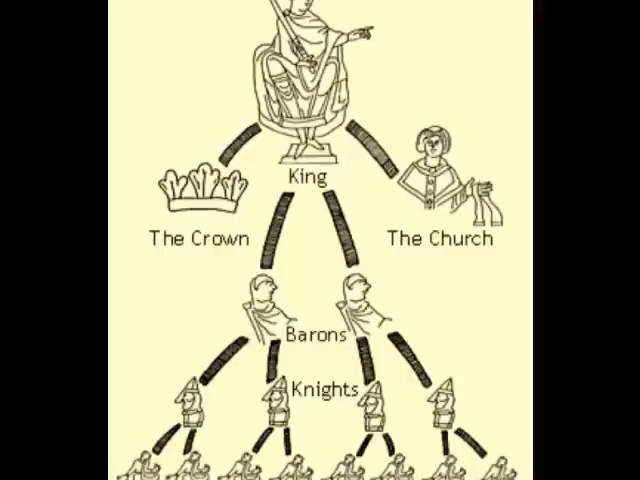 King
The Crown
The Church
Barons
Knights